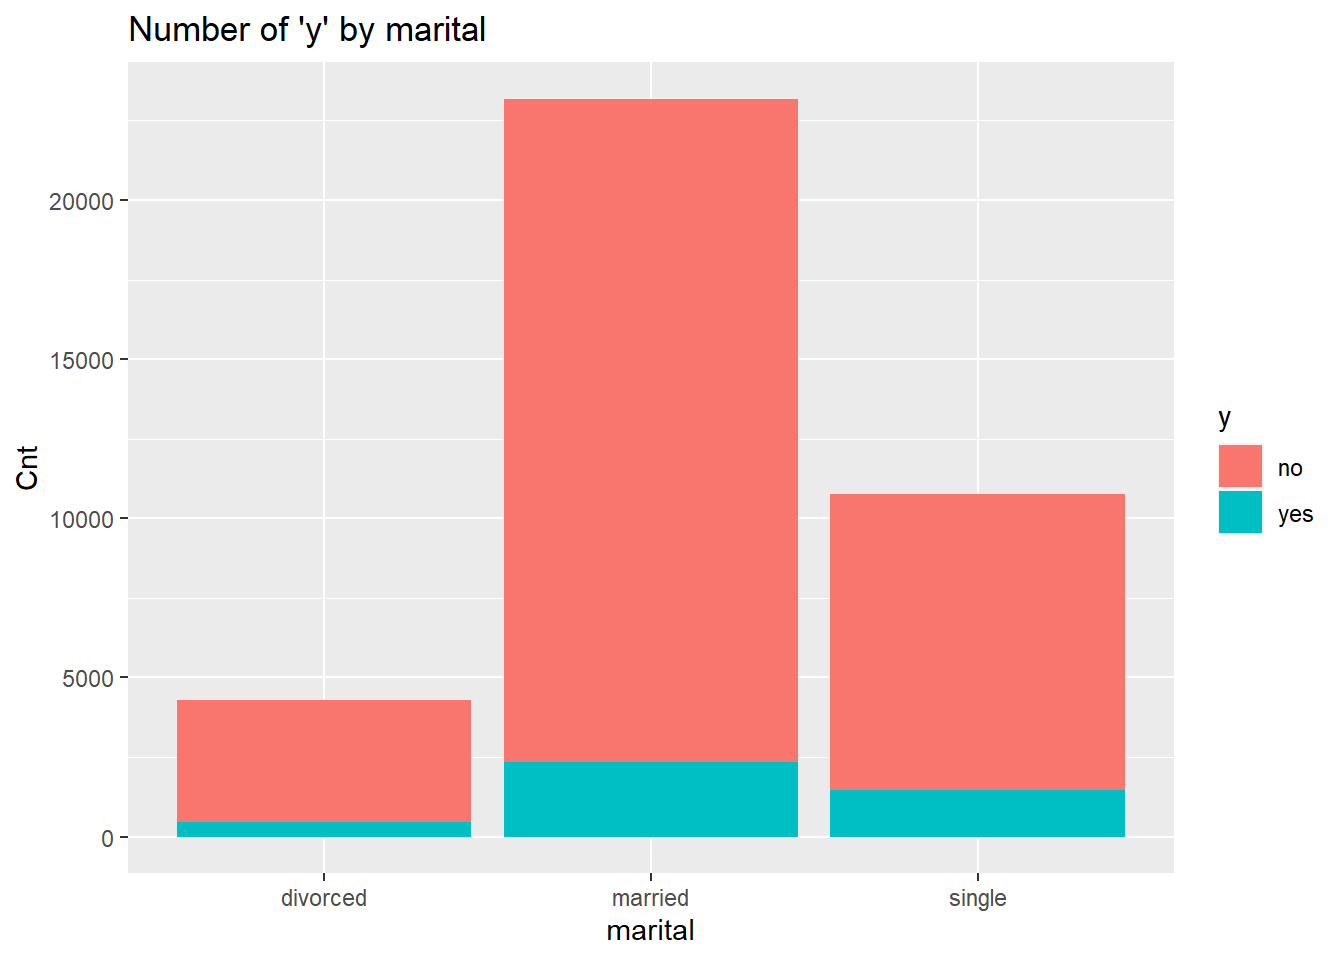 Number of 'y' by marital
Cnt
20000
15000
10000
5000
0
divorced married single
marital
y
no
yes